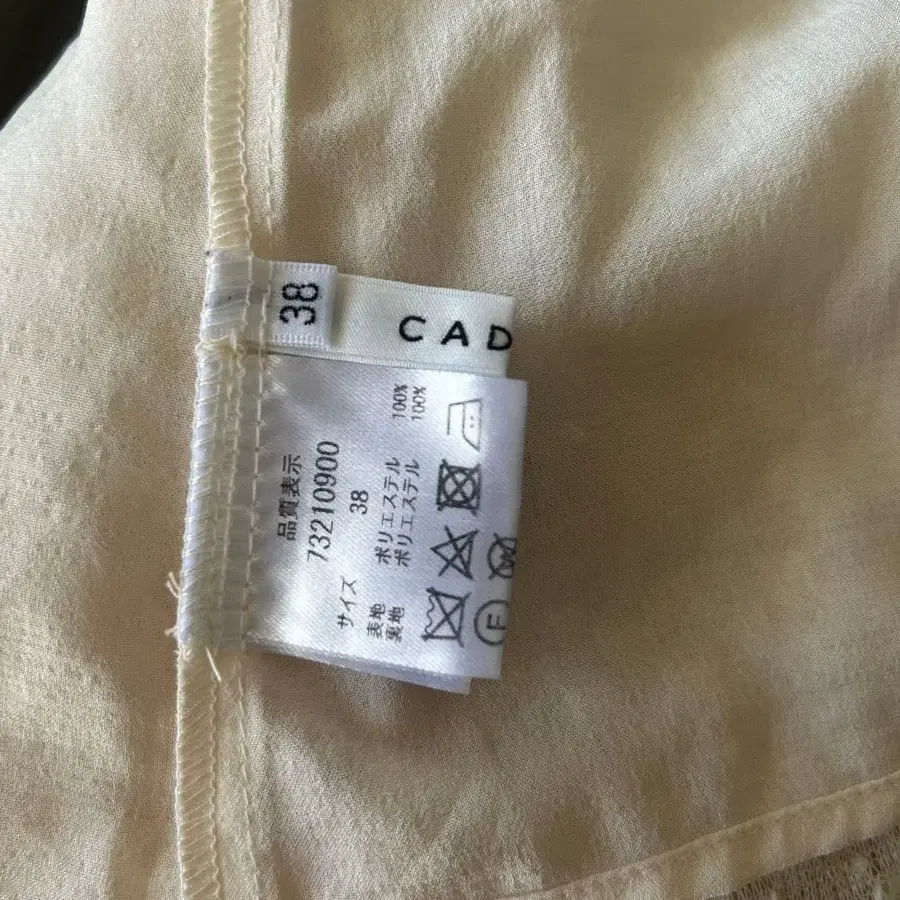 38
CAD
品質表示
73210900
サイズ 38
表地 ポリエステル 100%
裏地 ポリエステル 100%
F
W